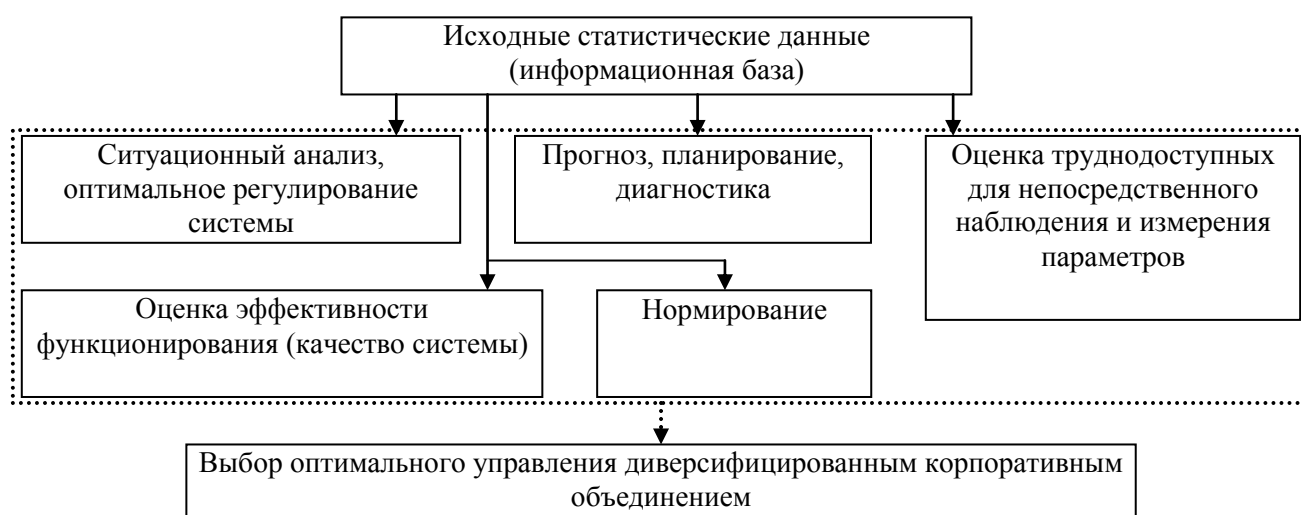 Исходные статистические данные
(информационная база)
Ситуационный анализ,
оптимальное регулирование
системы
Прогноз, планирование,
диагностика
Оценка труднодоступных
для непосредственного
наблюдения и измерения
параметров
Оценка эффективности
функционирования (качество системы)
Нормирование
Выбор оптимального управления диверсифицированным корпоративным
объединением